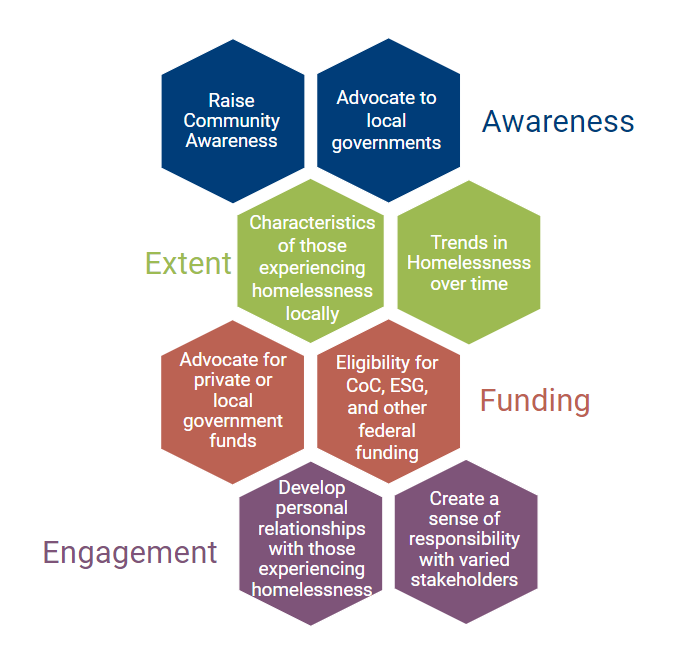 Raise
Community
Awareness
Advocate to
local
governments
Awareness
Extent
Characteristics
of those
experiencing
homelessness
locally
Trends in
Homelessness
over time
Advocate for
private or
local
government
funds
Eligibility for
CoC, ESG,
and other
federal
funding
Funding
Engagement
Develop
personal
relationships
with those
experiencing
homelessness
Create a
sense of
responsibility
with varied
stakeholders